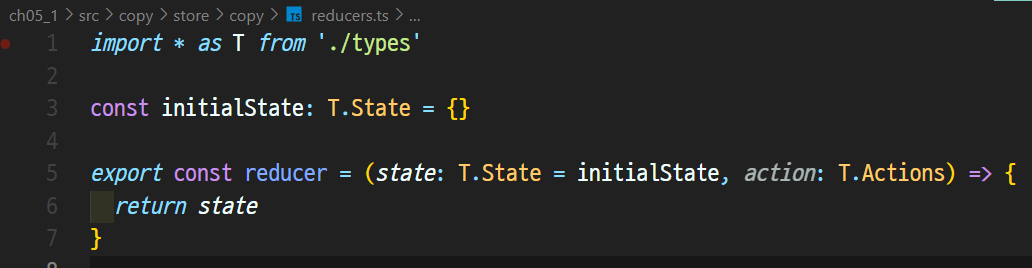 ch05_1 > src > copy > store > copy > TS reducers.ts > ...
1 import * as T from './types'
2
3 const initialState: T.State = {}
4
5 export const reducer = (state: T.State = initialState, action: T.Actions) => {
6 return state
7 }
8